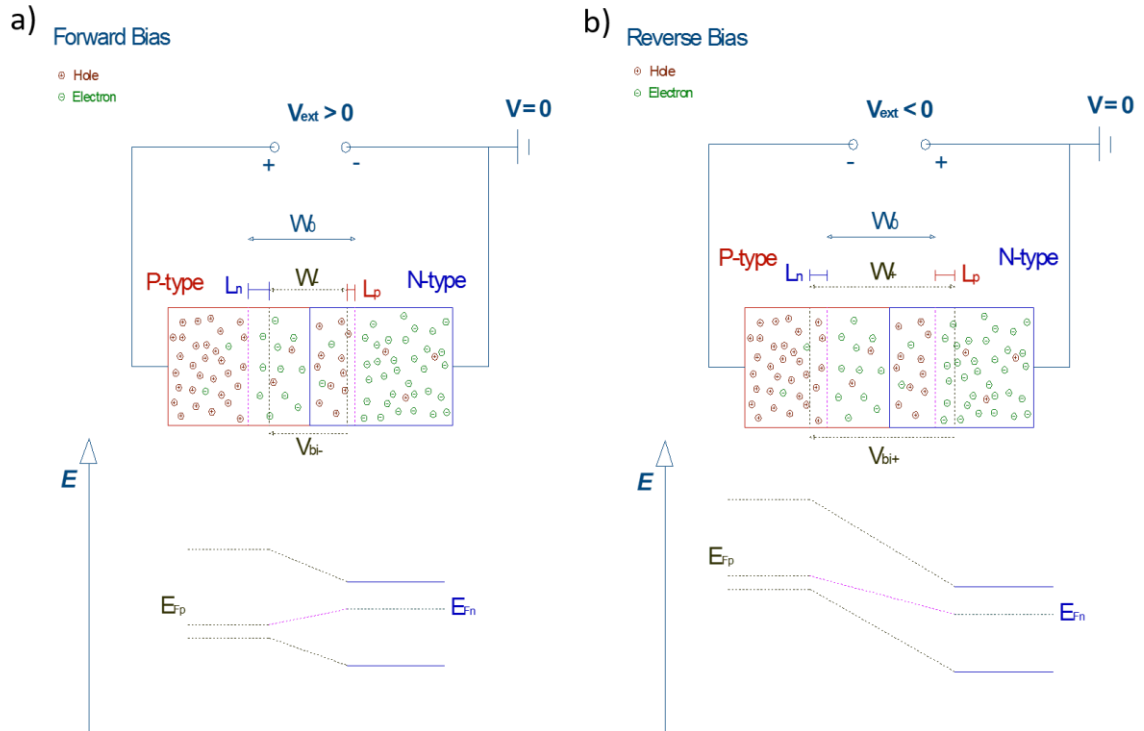 a)
Forward Bias
Hole
Electron
Vext > 0
V=0
+
-
W0
P-type
Ln
W-
Lp
N-type
Vbi-
E
EFp
EFn
b)
Reverse Bias
Hole
Electron
Vext < 0
V=0
-
+
W0
P-type
Ln
W+
Lp
N-type
Vbi+
E
EFp
EFn